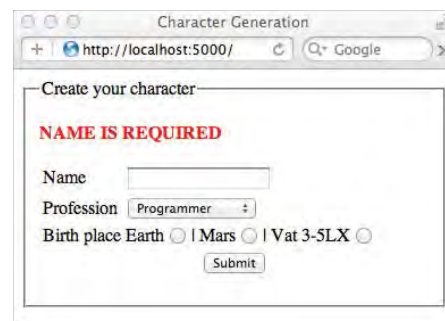 Character Generation
+ http://localhost:5000/ Google
Create your character
NAME IS REQUIRED
Name
Profession Programmer
Birth place Earth | Mars | Vat 3-5LX
Submit